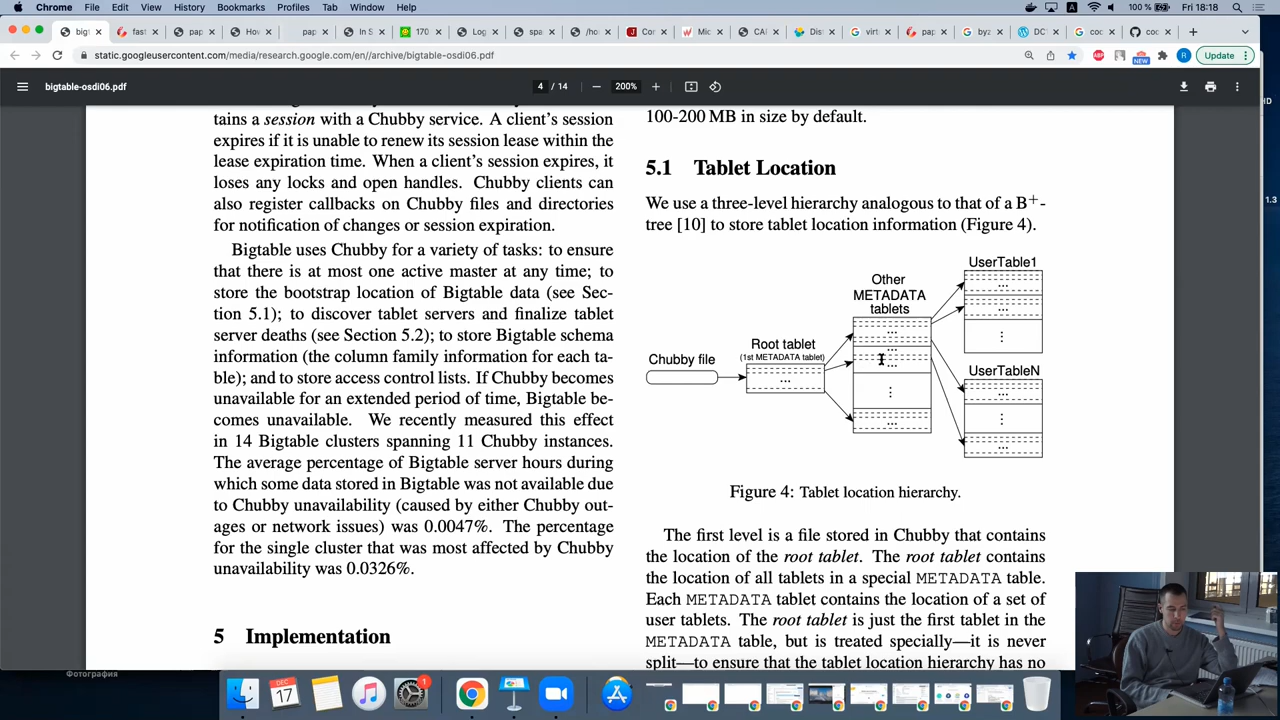 Chrome File Edit View History Bookmarks Profiles Tab Window Help
100 % Fri 18:18
static.googleusercontent.com/media/research.google.com/en//archive/bigtable-osdi06.pdf
NEW
Update
bigtable-osdi06.pdf
4 / 14
200%
tains a session with a Chubby service. A client's session
expires if it is unable to renew its session lease within the
lease expiration time. When a client's session expires, it
loses any locks and open handles. Chubby clients can
also register callbacks on Chubby files and directories
for notification of changes or session expiration.
Bigtable uses Chubby for a variety of tasks: to ensure
that there is at most one active master at any time; to
store the bootstrap location of Bigtable data (see Sec-
tion 5.1); to discover tablet servers and finalize tablet
server deaths (see Section 5.2); to store Bigtable schema
information (the column family information for each ta-
ble); and to store access control lists. If Chubby becomes
unavailable for an extended period of time, Bigtable be-
comes unavailable. We recently measured this effect
in 14 Bigtable clusters spanning 11 Chubby instances.
The average percentage of Bigtable server hours during
which some data stored in Bigtable was not available due
to Chubby unavailability (caused by either Chubby out-
ages or network issues) was 0.0047%. The percentage
for the single cluster that was most affected by Chubby
unavailability was 0.0326%.
5 Implementation
100-200 MB in size by default.
5.1 Tablet Location
We use a three-level hierarchy analogous to that of a B+-
tree [10] to store tablet location information (Figure 4).
Chubby file
Root tablet
(1st METADATA tablet)
...
Other
METADATA
tablets
...
...
...
...
UserTable1
...
...
UserTableN
...
...
Figure 4: Tablet location hierarchy.
The first level is a file stored in Chubby that contains
the location of the root tablet. The root tablet contains
the location of all tablets in a special METADATA table.
Each METADATA tablet contains the location of a set of
user tablets. The root tablet is just the first tablet in the
METADATA table, but is treated specially—it is never
split—to ensure that the tablet location hierarchy has no
Фотография
DEC
17
1